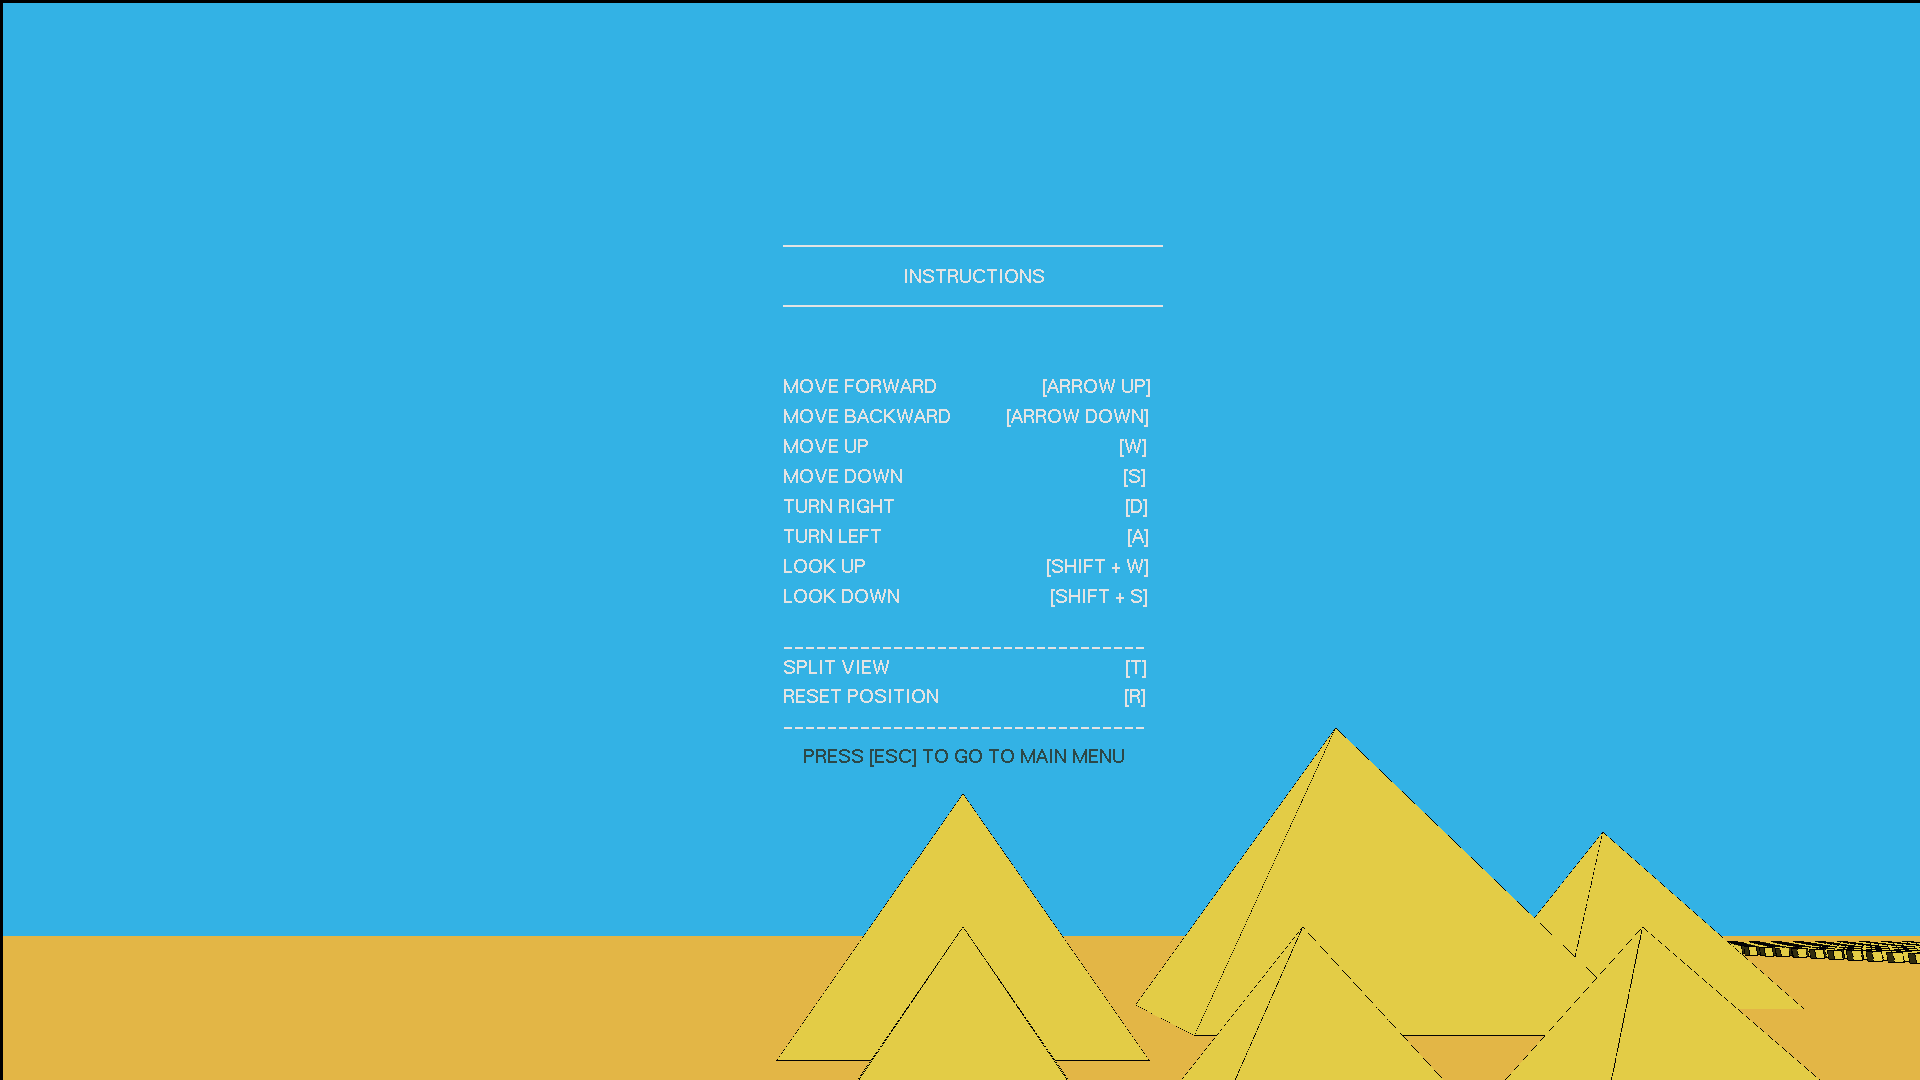 INSTRUCTIONS
MOVE FORWARD [ARROW UP]
MOVE BACKWARD [ARROW DOWN]
MOVE UP [W]
MOVE DOWN [S]
TURN RIGHT [D]
TURN LEFT [A]
LOOK UP [SHIFT + W]
LOOK DOWN [SHIFT + S]
SPLIT VIEW [T]
RESET POSITION [R]
PRESS [ESC] TO GO TO MAIN MENU